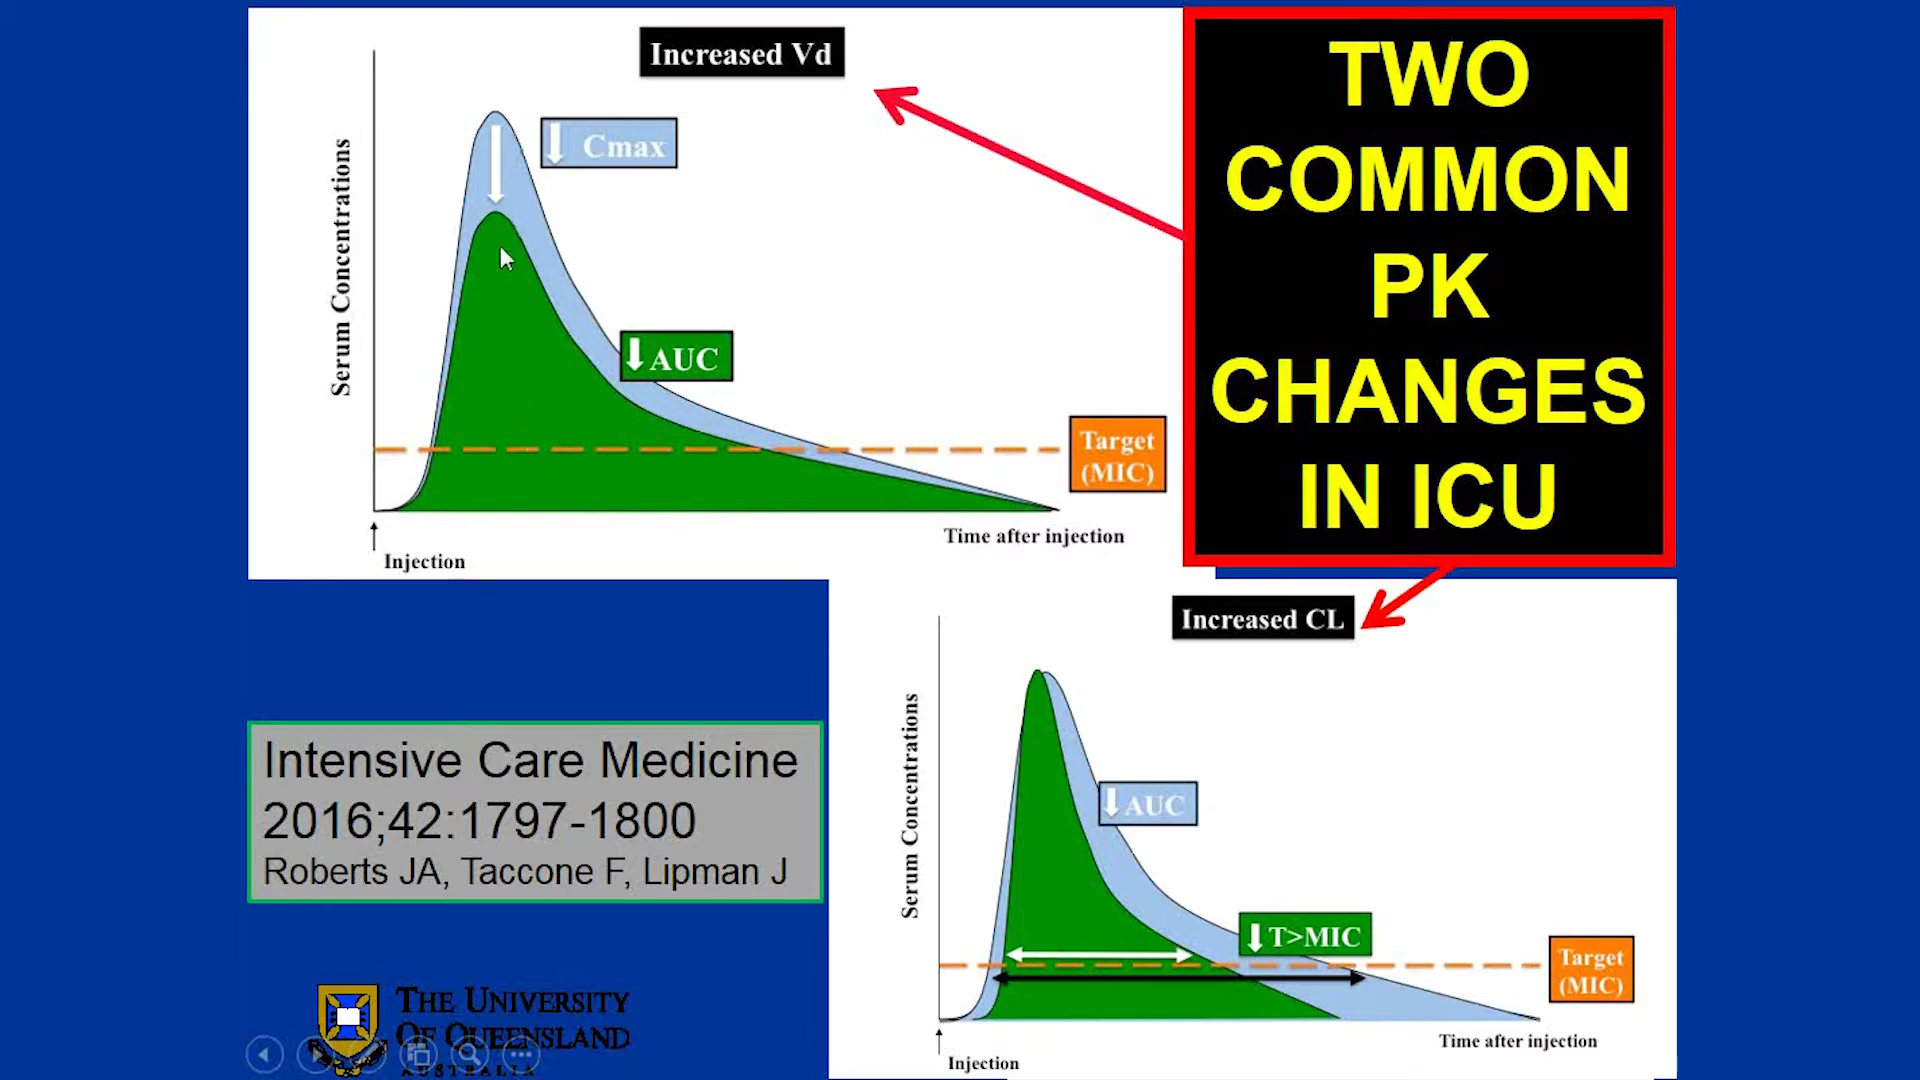 Increased Vd
Cmax
AUC
Target
(MIC)
Serum Concentrations
Time after injection
Injection
TWO
COMMON
PK
CHANGES
IN ICU
Increased CL
AUC
T>MIC
Target
(MIC)
Serum Concentrations
Time after injection
Injection
Intensive Care Medicine
2016;42:1797-1800
Roberts JA, Taccone F, Lipman J
THE UNIVERSITY
OF QUEENSLAND
AUSTRALIA